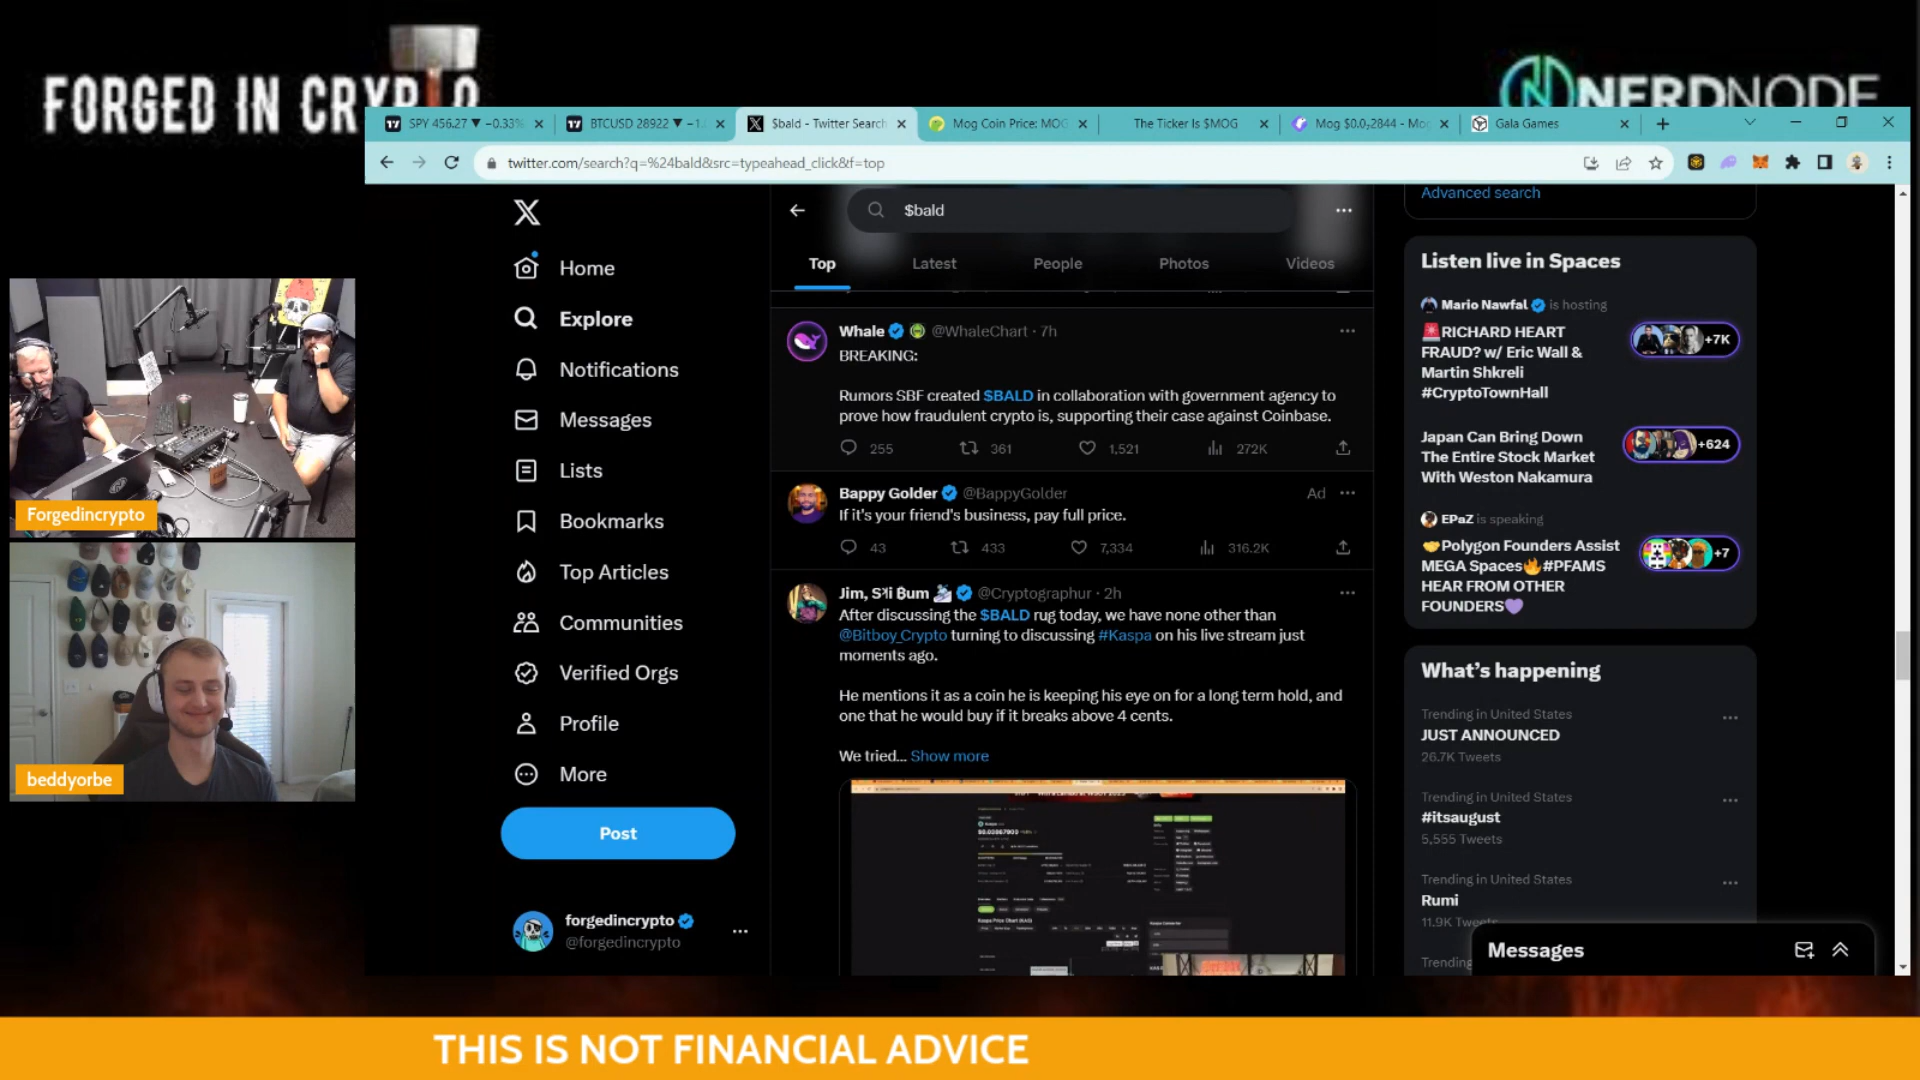 FORGED IN CRYPTO
NERDNODE
SPY 456.27 ▼ −0.33%
BTCUSD 28922 ▼ −1.
$bald - Twitter Search
Mog Coin Price: MOG
The Ticker Is $MOG
Mog $0.0₅2844 - Mog
Gala Games
twitter.com/search?q=%24bald&src=typeahead_click&f=top
Home
Explore
Notifications
Messages
Lists
Bookmarks
Top Articles
Communities
Verified Orgs
Profile
More
Post
forgedincrypto
@forgedincrypto
$bald
Top
Latest
People
Photos
Videos
Whale @WhaleChart · 7h
BREAKING:
Rumors SBF created $BALD in collaboration with government agency to
prove how fraudulent crypto is, supporting their case against Coinbase.
255 361 1,521 272K
Bappy Golder @BappyGolder Ad
If it's your friend's business, pay full price.
43 433 7,334 316.2K
@Cryptographur · 2h
After discussing the $BALD rug today, we have none other than
@Bitboy_Crypto turning to discussing #Kaspa on his live stream just
moments ago.
He mentions it as a coin he is keeping his eye on for a long term hold, and
one that he would buy if it breaks above 4 cents.
We tried... Show more
Advanced search
Listen live in Spaces
Mario Nawfal is hosting
🚨RICHARD HEART
FRAUD? w/ Eric Wall &
Martin Shkreli
#CryptoTownHall
+7K
Japan Can Bring Down
The Entire Stock Market
With Weston Nakamura
+624
EPaZ is speaking
🤝Polygon Founders Assist
MEGA Spaces🔥#PFAMS
HEAR FROM OTHER
FOUNDERS💜
+7
What's happening
Trending in United States
JUST ANNOUNCED
26.7K Tweets
Trending in United States
#itsaugust
5,555 Tweets
Trending in United States
Rumi
11.9K Tweets
Trending
Messages
Forgedincrypto
beddyorbe
THIS IS NOT FINANCIAL ADVICE